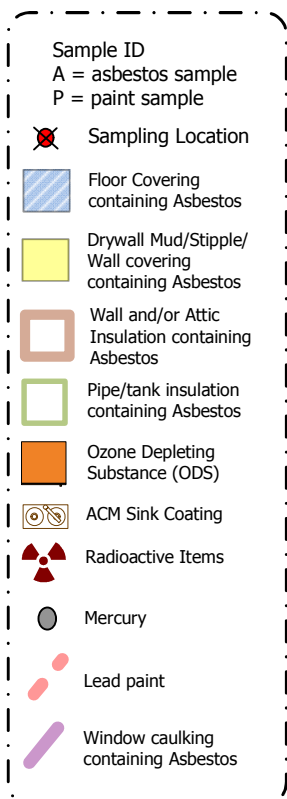 Sample ID
A = asbestos sample
P = paint sample
Sampling Location
Floor Covering
containing Asbestos
Drywall Mud/Stipple/
Wall covering
containing Asbestos
Wall and/or Attic
Insulation containing
Asbestos
Pipe/tank insulation
containing Asbestos
Ozone Depleting
Substance (ODS)
ACM Sink Coating
Radioactive Items
Mercury
Lead paint
Window caulking
containing Asbestos